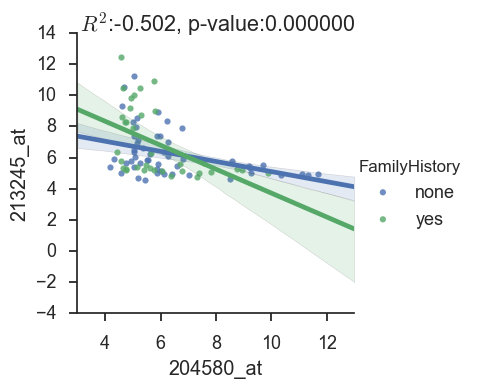 R²:-0.502, p-value:0.000000
14
12
10
8
6
4
2
0
−2
−4
213245_at
4 6 8 10 12
204580_at
FamilyHistory
none
yes